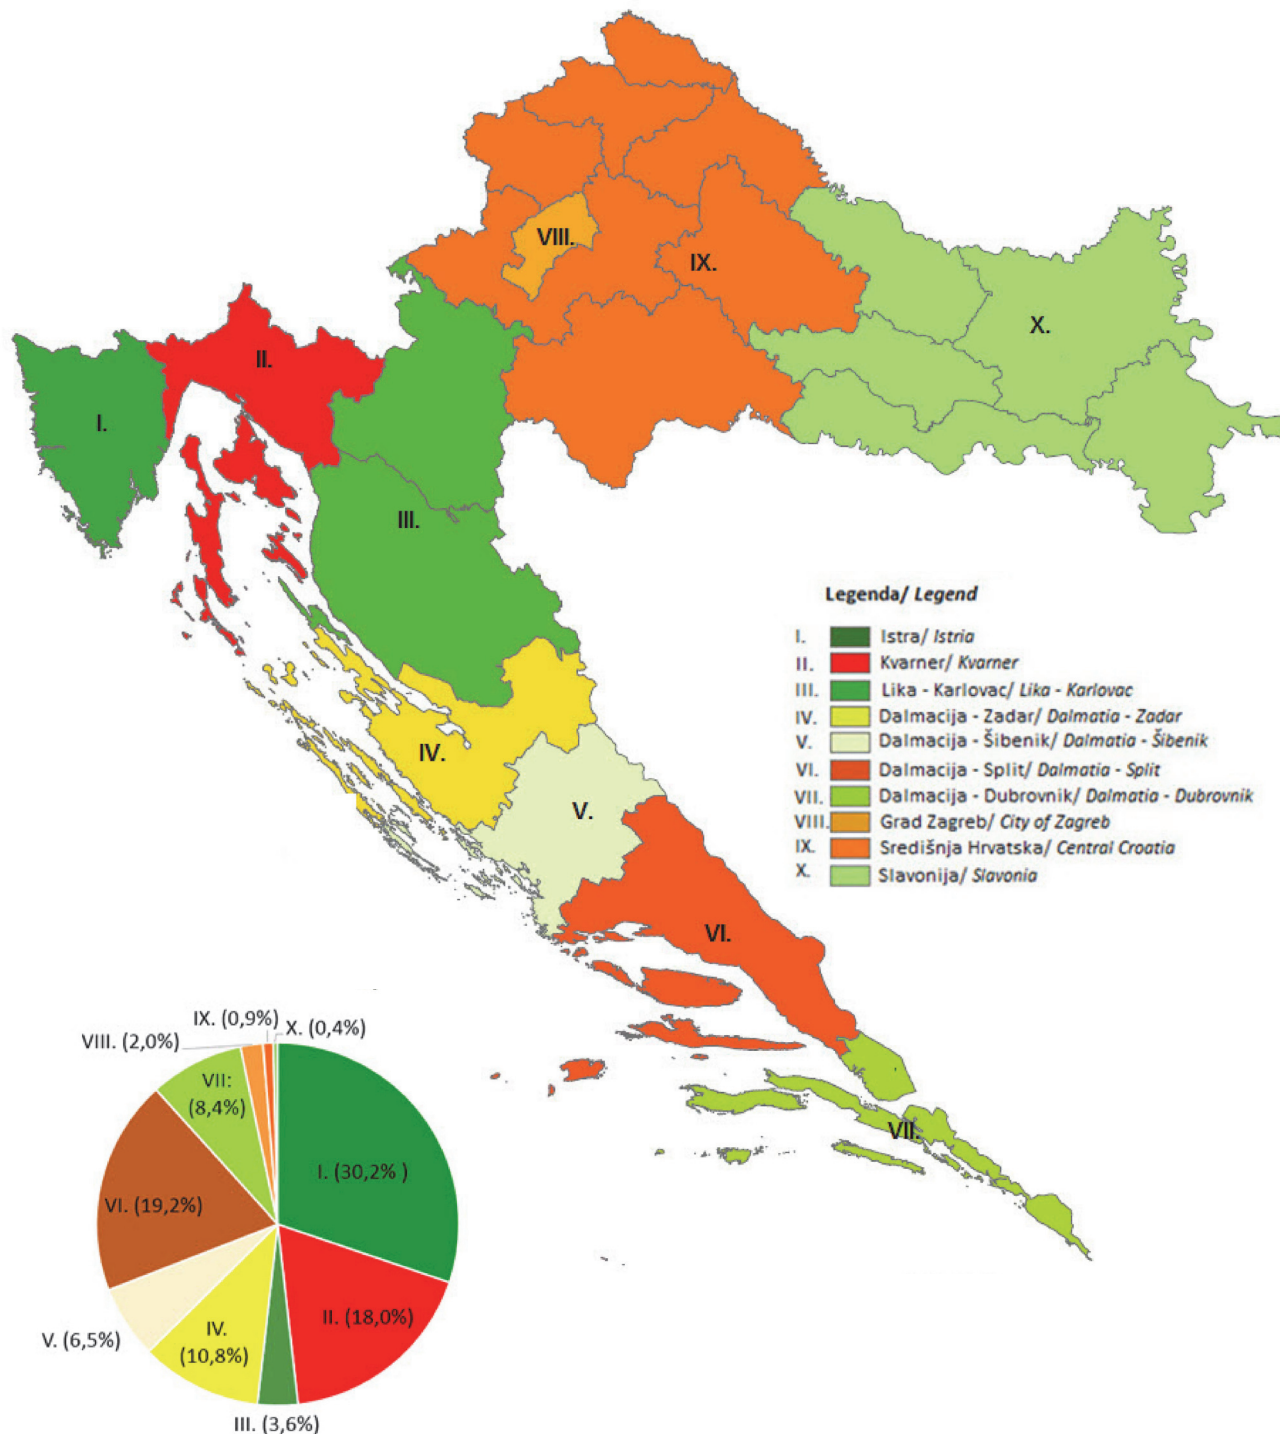 VIII.
IX.
X.
II.
I.
III.
Legenda/ Legend
I. Istra/ Istria
II. Kvarner/ Kvarner
III. Lika - Karlovac/ Lika - Karlovac
IV. Dalmacija - Zadar/ Dalmatia - Zadar
V. Dalmacija - Šibenik/ Dalmatia - Šibenik
VI. Dalmacija - Split/ Dalmatia - Split
VII. Dalmacija - Dubrovnik/ Dalmatia - Dubrovnik
VIII. Grad Zagreb/ City of Zagreb
IX. Središnja Hrvatska/ Central Croatia
X. Slavonija/ Slavonia
IV.
V.
VI.
VII.
IX. (0,9%)
X. (0,4%)
VIII. (2,0%)
VII:
(8,4%)
I. (30,2% )
VI. (19,2%)
II. (18,0%)
IV.
(10,8%)
V. (6,5%)
III. (3,6%)